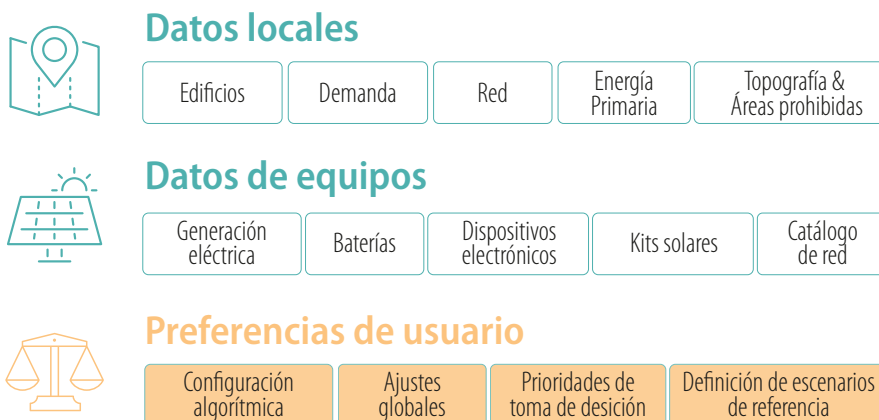 Datos locales
Edificios
Demanda
Red
Energía
Primaria
Topografía &
Áreas prohibidas
Datos de equipos
Generación
eléctrica
Baterías
Dispositivos
electrónicos
Kits solares
Catálogo
de red
Preferencias de usuario
Configuración
algorítmica
Ajustes
globales
Prioridades de
toma de desición
Definición de escenarios
de referencia